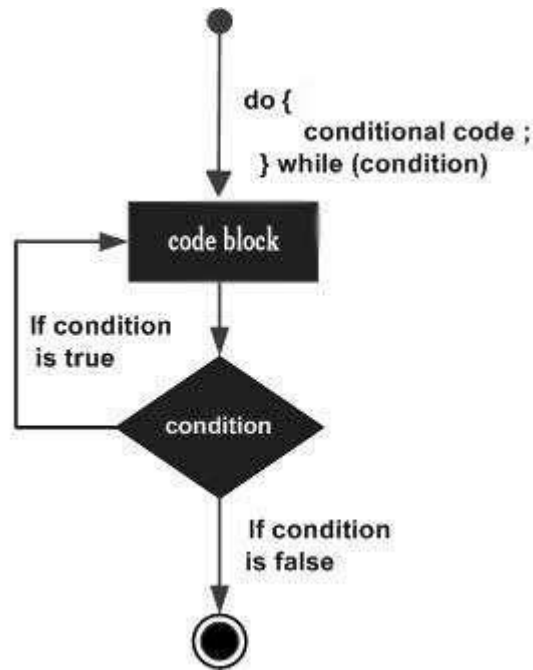 do {
conditional code ;
} while (condition)
code block
If condition
is true
condition
If condition
is false